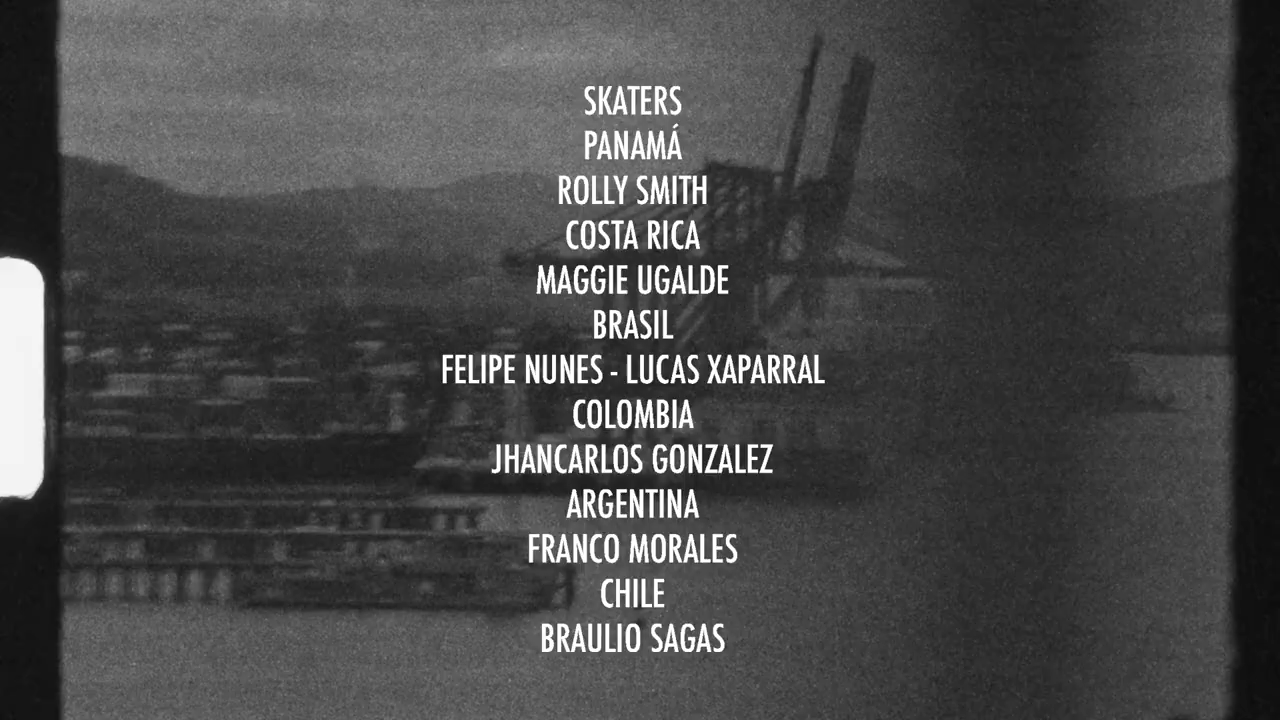 SKATERS
PANAMÁ
ROLLY SMITH
COSTA RICA
MAGGIE UGALDE
BRASIL
FELIPE NUNES - LUCAS XAPARRAL
COLOMBIA
JHANCARLOS GONZALEZ
ARGENTINA
FRANCO MORALES
CHILE
BRAULIO SAGAS